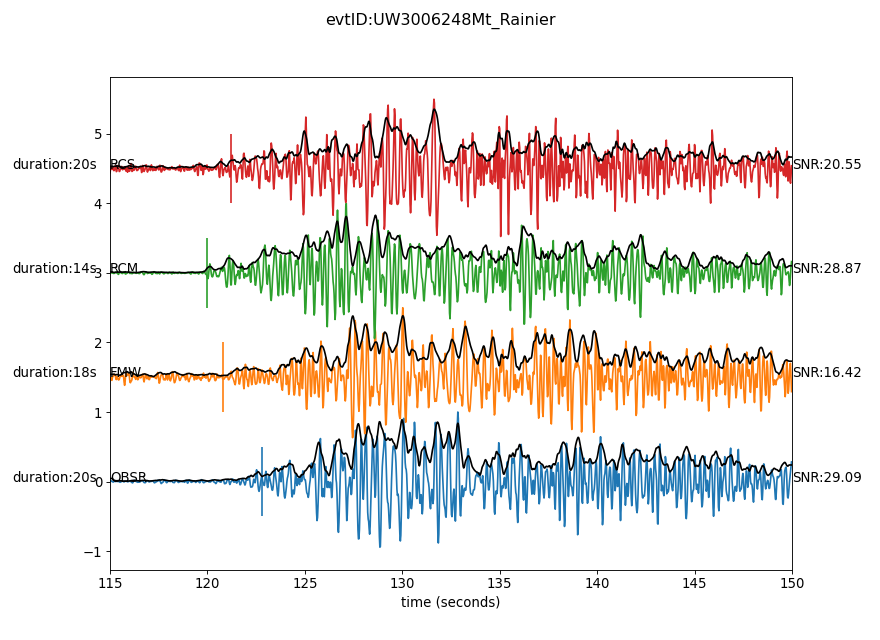 evtID:UW3006248Mt_Rainier
5
duration:20s RCS SNR:20.55
4
duration:14s 3 RCM SNR:28.87
2
duration:18s EMW SNR:16.42
1
duration:20s 0 OBSR SNR:29.09
−1
115 120 125 130 135 140 145 150
time (seconds)